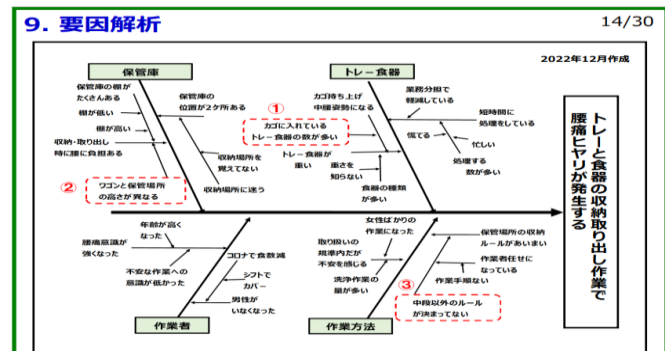 9. 要因解析
14/30
2022年12月作成
保管庫
トレー食器
保管庫の棚が
たくさんある
棚が低い
棚が高い
収納・取り出し
時に腰に負担ある
保管庫の
位置が2ケ所ある
収納場所を
覚えてない
収納場所に迷う
②
ワゴンと保管場所
の高さが異なる
①
カゴに入れている
トレー食器の数が多い
カゴ持ち上げ
中腰姿勢になる
トレー食器が
重い
重さを
知らない
食器の種類
が多い
業務分担で
軽減している
短時間に
処理をしている
慌てる
忙しい
処理する
数が多い
トレーと食器の収納取り出し作業で
腰痛ヒヤリが発生する
年齢が高く
なった
腰痛意識が
強くなった
不安な作業への
意識が低かった
コロナで食数減
シフトで
カバー
男性が
いなくなった
作業者
女性ばかりの
作業になった
取り扱いの
規準内だが
不安を感じる
洗浄作業の
量が多い
保管場所の収納
ルールがあいまい
作業者任せに
なっている
作業手順ない
③
中段以外のルール
が決まってない
作業方法